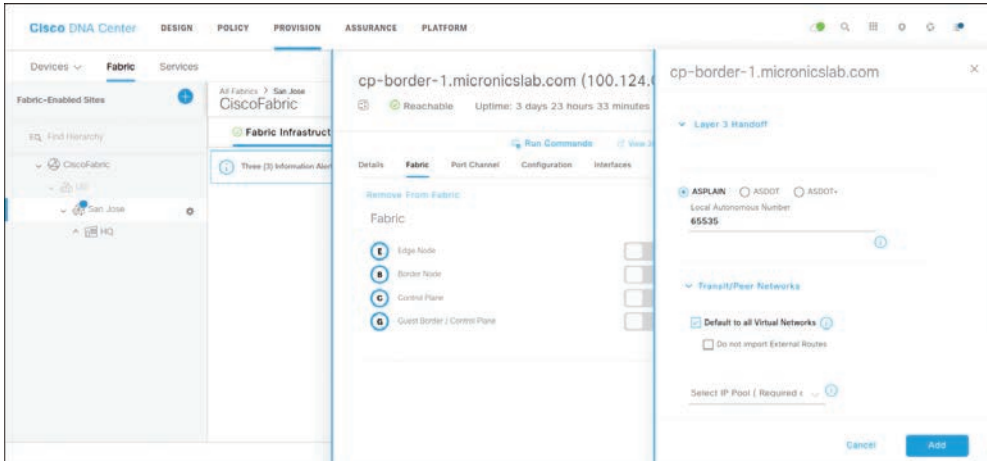 Cisco DNA Center DESIGN POLICY PROVISION ASSURANCE PLATFORM
Devices Fabric Services
Fabric-Enabled Sites
Find Hierarchy
CiscoFabric
US
San Jose
HQ
All Fabrics > San Jose
CiscoFabric
Fabric Infrastruct
Three (3) Information Aler
cp-border-1.micronicslab.com (100.124.
Reachable Uptime: 3 days 23 hours 33 minutes
Run Commands View 3
Details Fabric Port Channel Configuration Interfaces
Remove From Fabric
Fabric
E Edge Node
B Border Node
C Control Plane
G Guest Border / Control Plane
cp-border-1.micronicslab.com
Layer 3 Handoff
ASPLAIN ASDOT ASDOT+
Local Autonomous Number
65535
Transit/Peer Networks
Default to all Virtual Networks
Do not import External Routes
Select IP Pool ( Required
Cancel Add